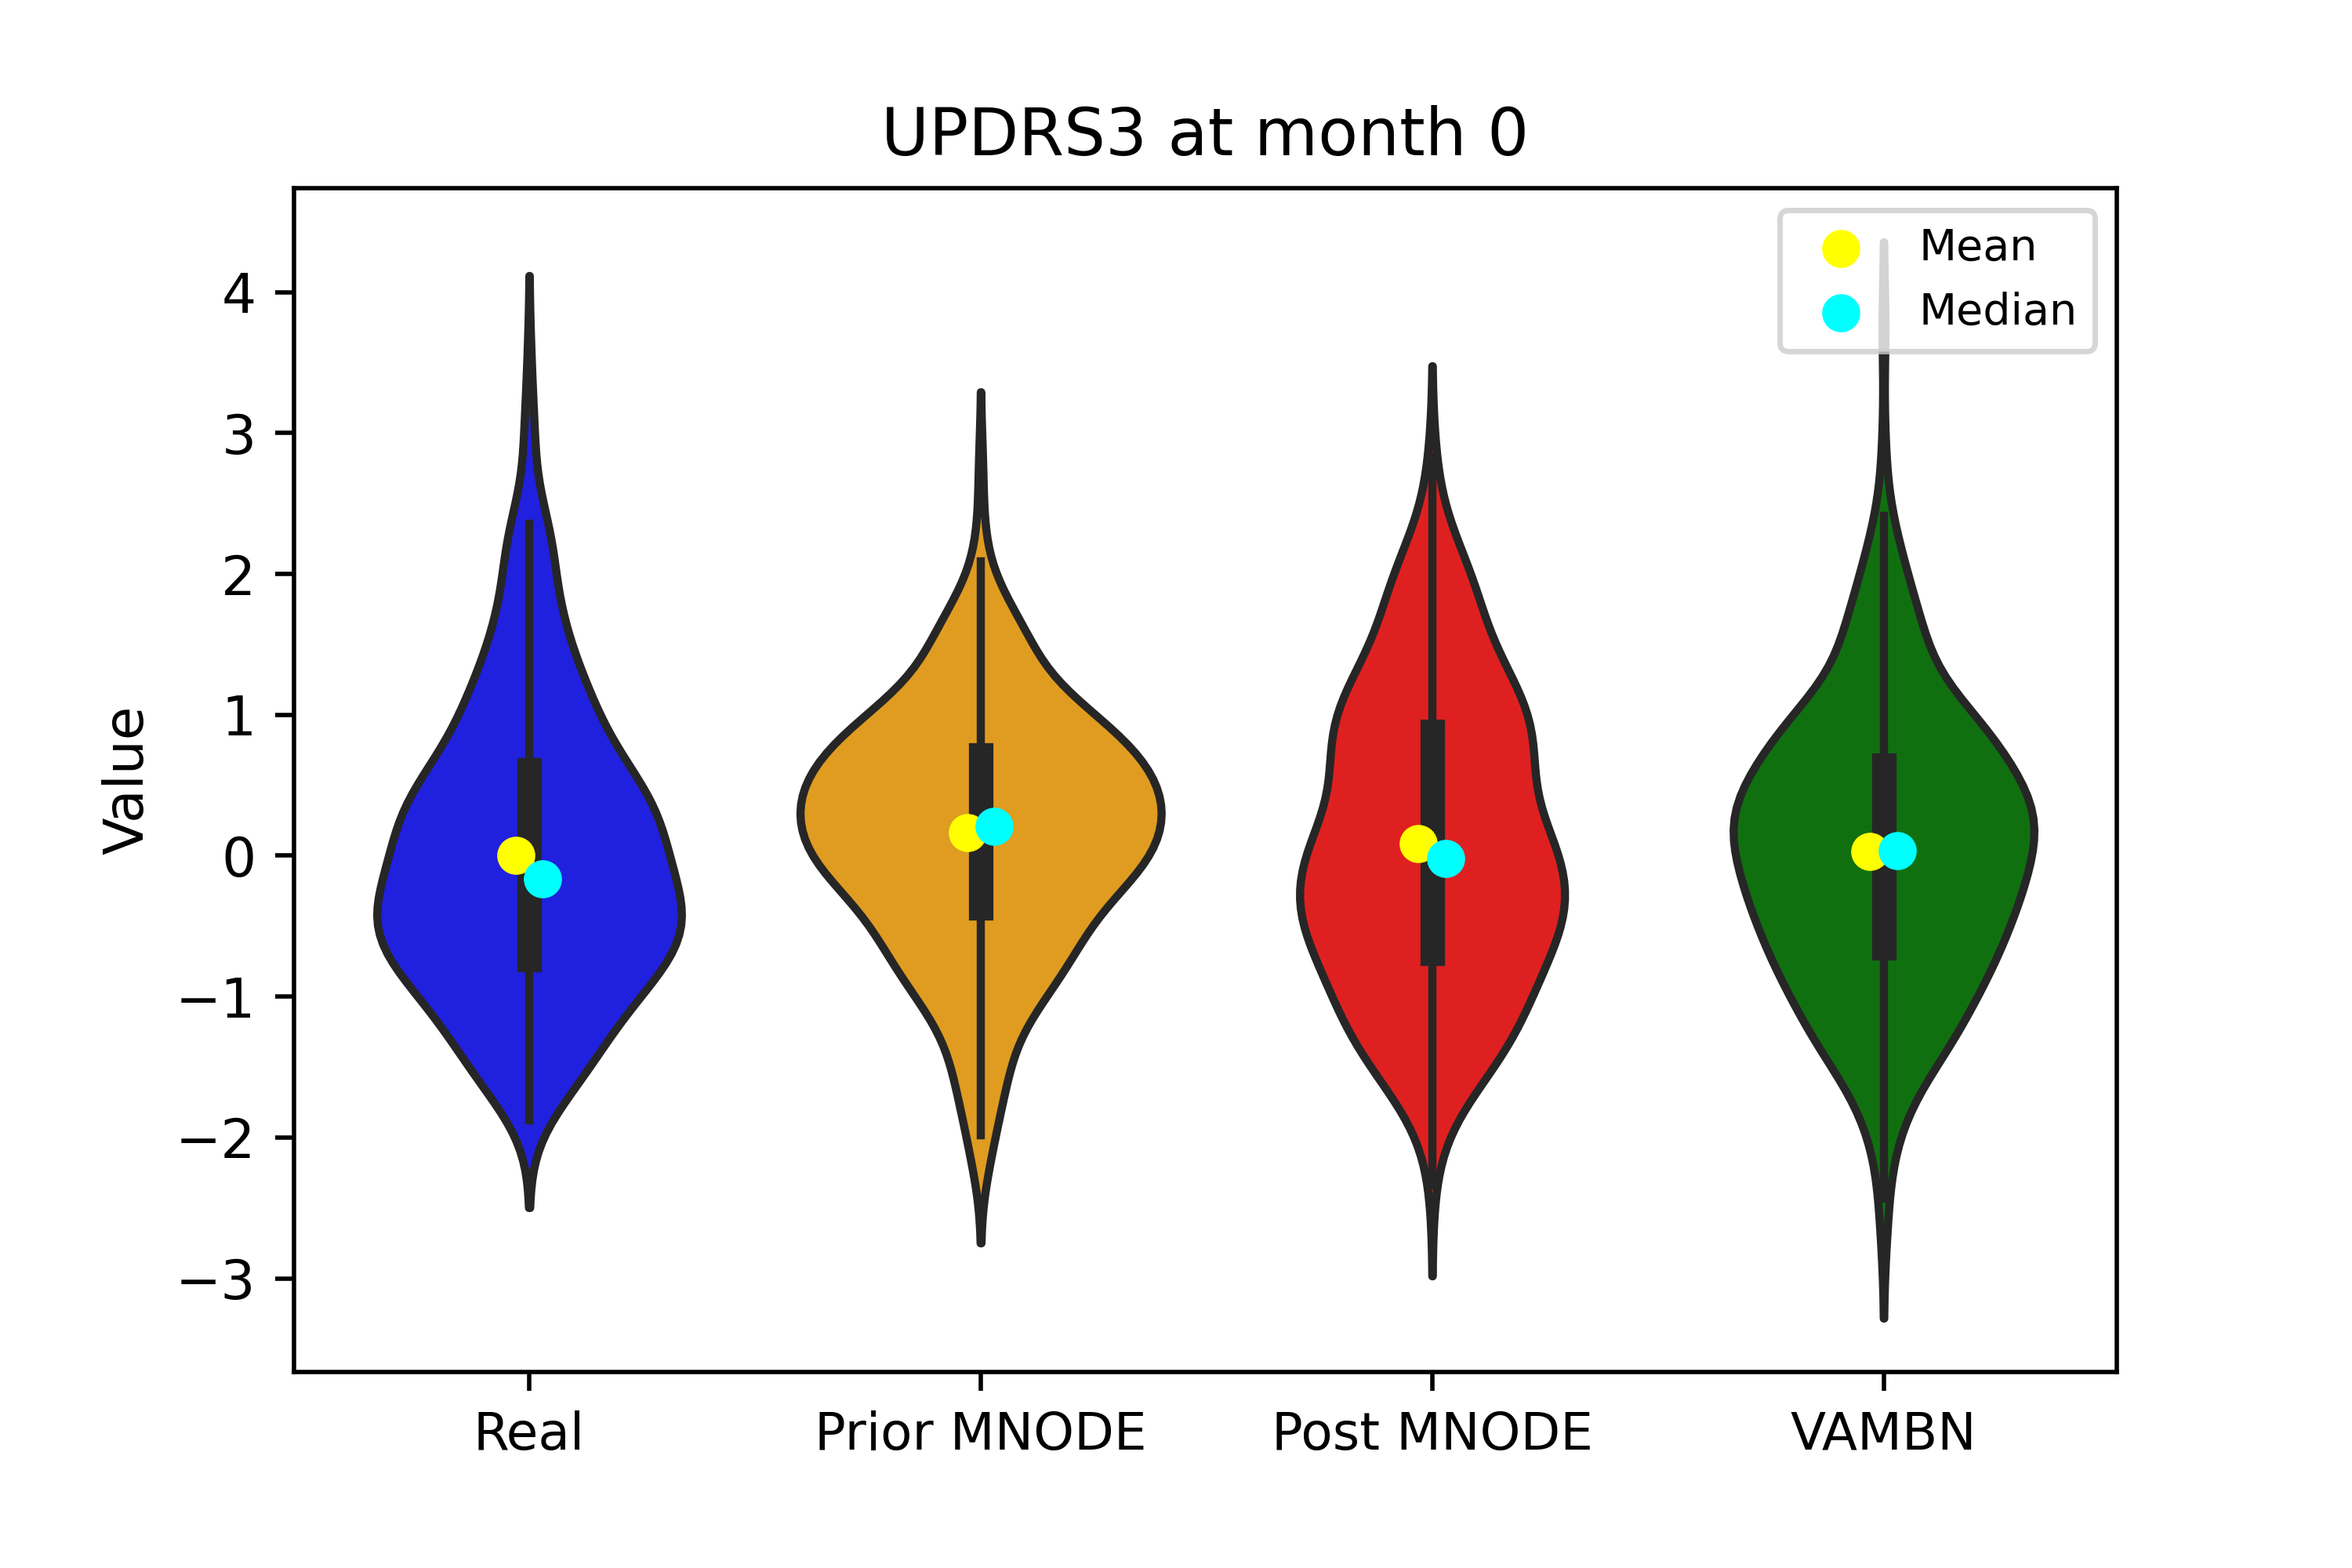 UPDRS3 at month 0
Mean
Median
Value
4
3
2
1
0
−1
−2
−3
Real
Prior MNODE
Post MNODE
VAMBN